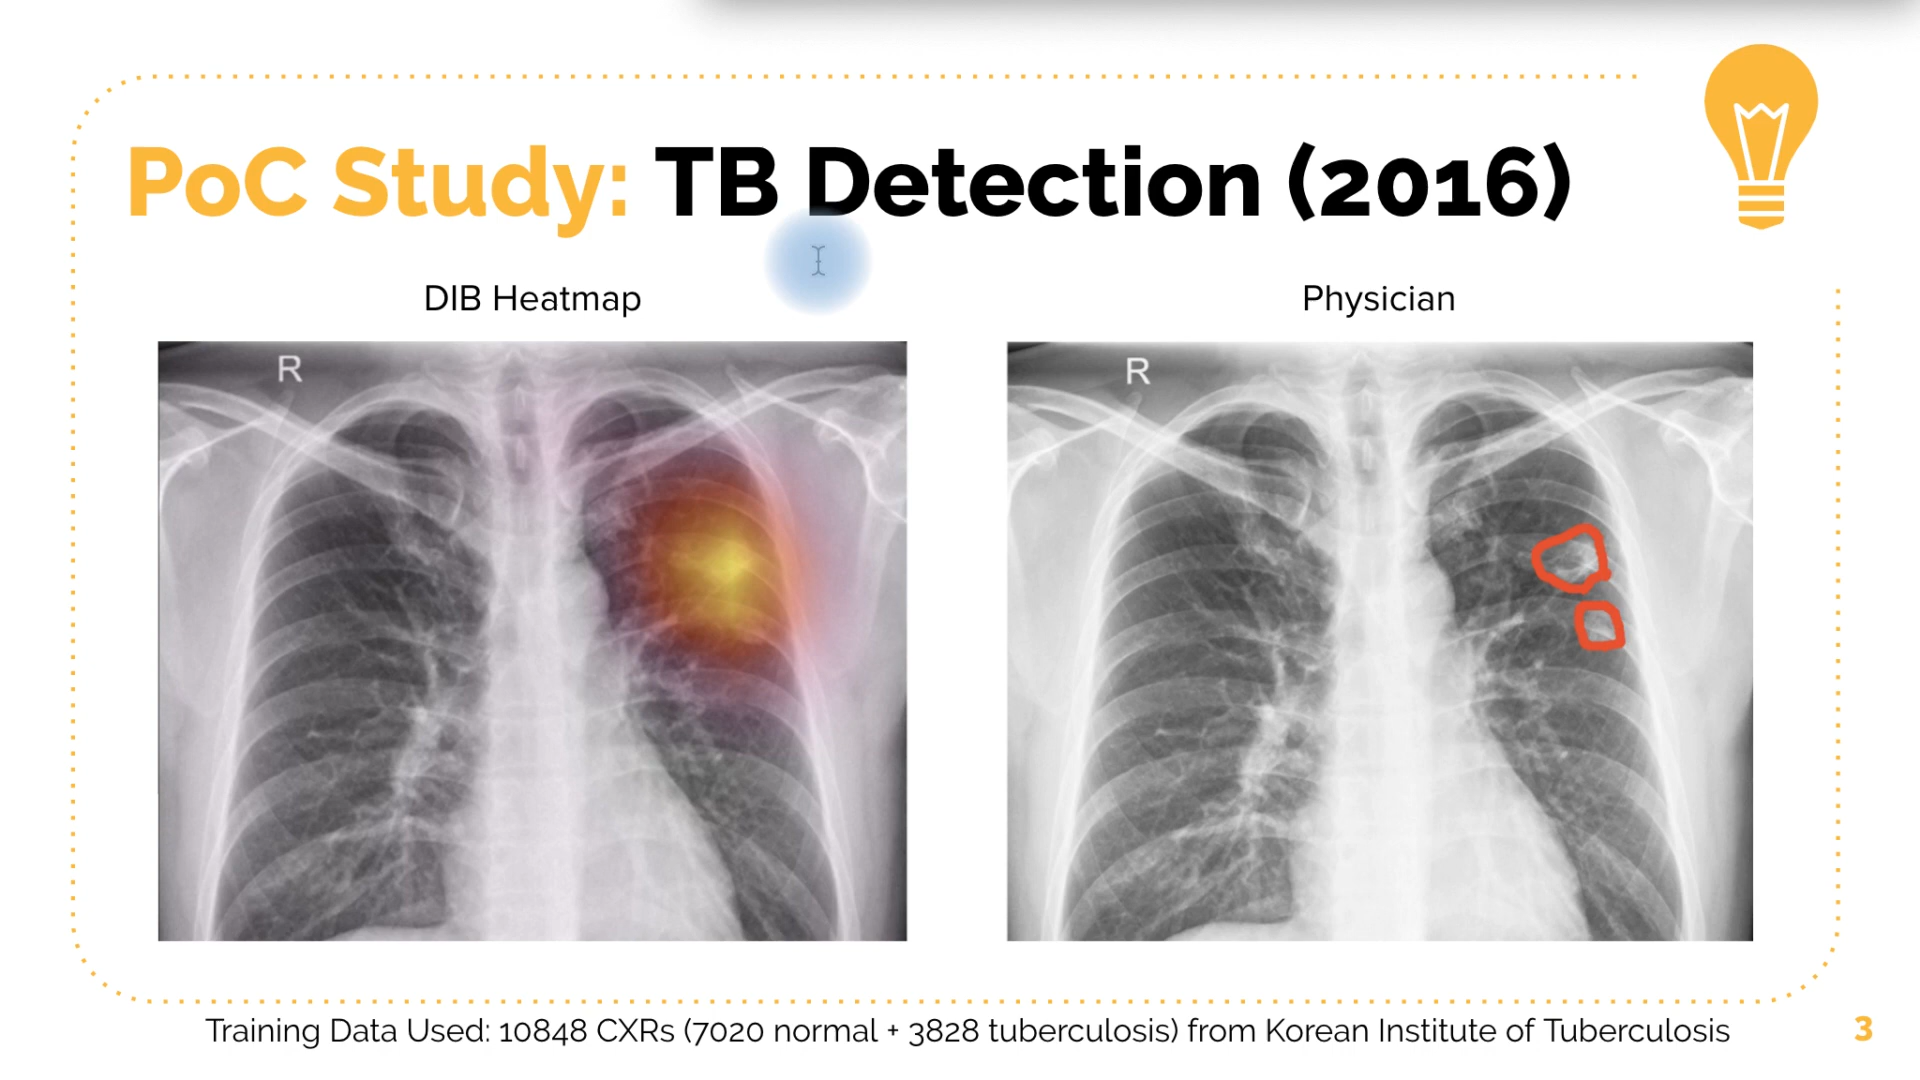 PoC Study: TB Detection (2016)
DIB Heatmap
Physician
R
R
Training Data Used: 10848 CXRs (7020 normal + 3828 tuberculosis) from Korean Institute of Tuberculosis
3